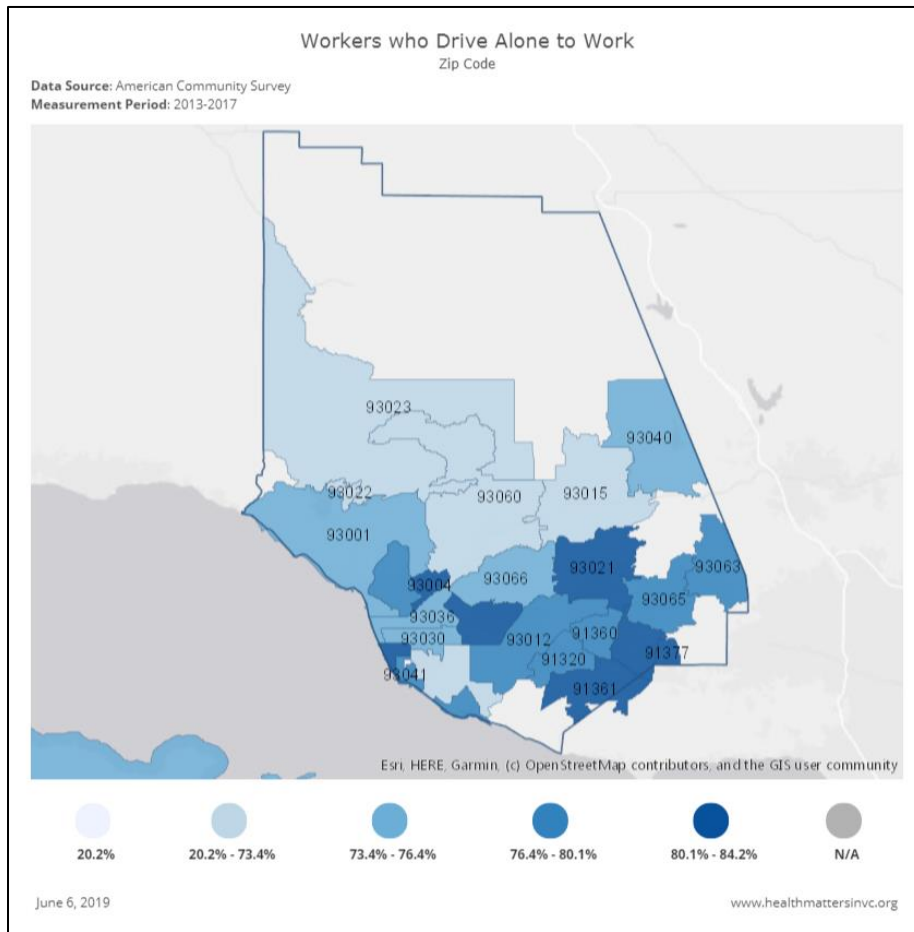 Workers who Drive Alone to Work
Zip Code
Data Source: American Community Survey
Measurement Period: 2013-2017
93023
93040
93022
93060
93015
93001
93004
93066
93021
93063
93036
93065
93030
93012
91360
91377
93041
91320
91361
Esri, HERE, Garmin, (c) OpenStreetMap contributors, and the GIS user community
20.2%
20.2% - 73.4%
73.4% - 76.4%
76.4% - 80.1%
80.1% - 84.2%
N/A
June 6, 2019
www.healthmattersinvc.org